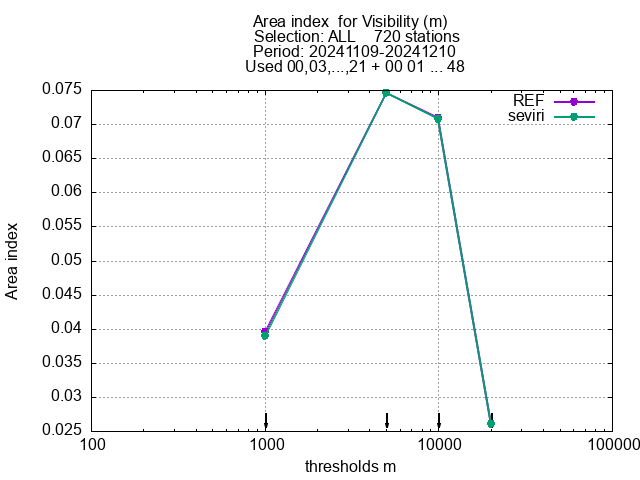 Area index  for Visibility (m)
Selection: ALL    720 stations
Period: 20241109-20241210
Used 00,03,...,21 + 00 01 ... 48
REF
seviri
0.075
0.07
0.065
0.06
0.055
0.05
0.045
0.04
0.035
0.03
0.025
Area index
100
1000
10000
100000
thresholds m